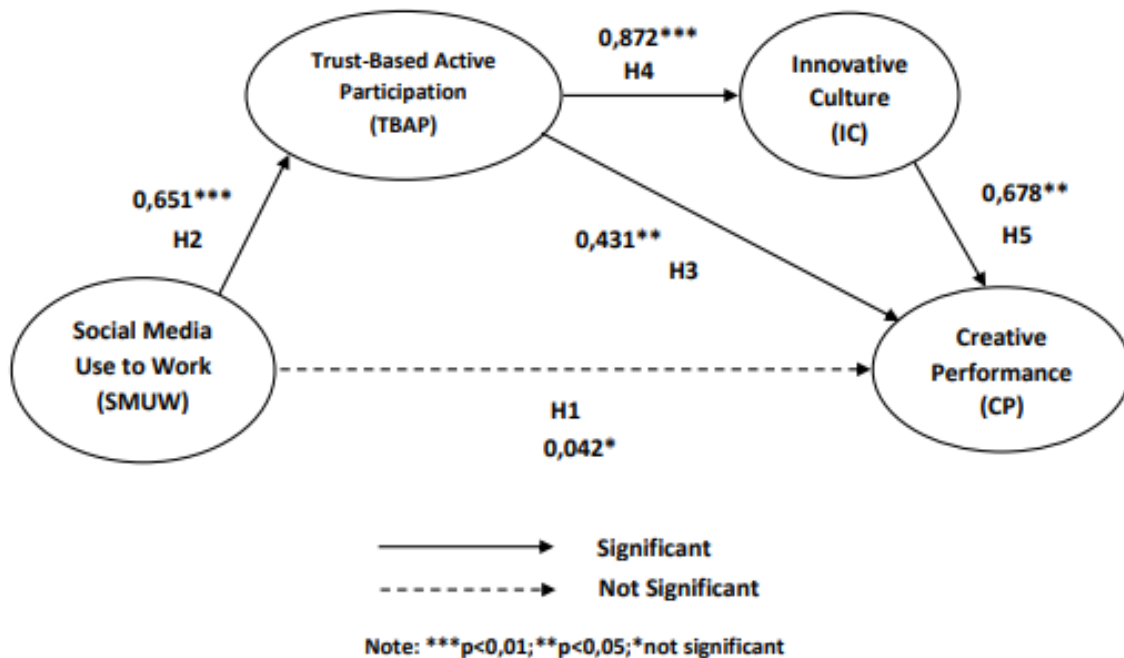 0,872***
H4
Trust-Based Active
Participation
(TBAP)
Innovative
Culture
(IC)
0,651***
H2
0,678**
H5
0,431**
H3
Social Media
Use to Work
(SMUW)
Creative
Performance
(CP)
H1
0,042*
Significant
Not Significant
Note: ***p<0,01;**p<0,05;*not significant